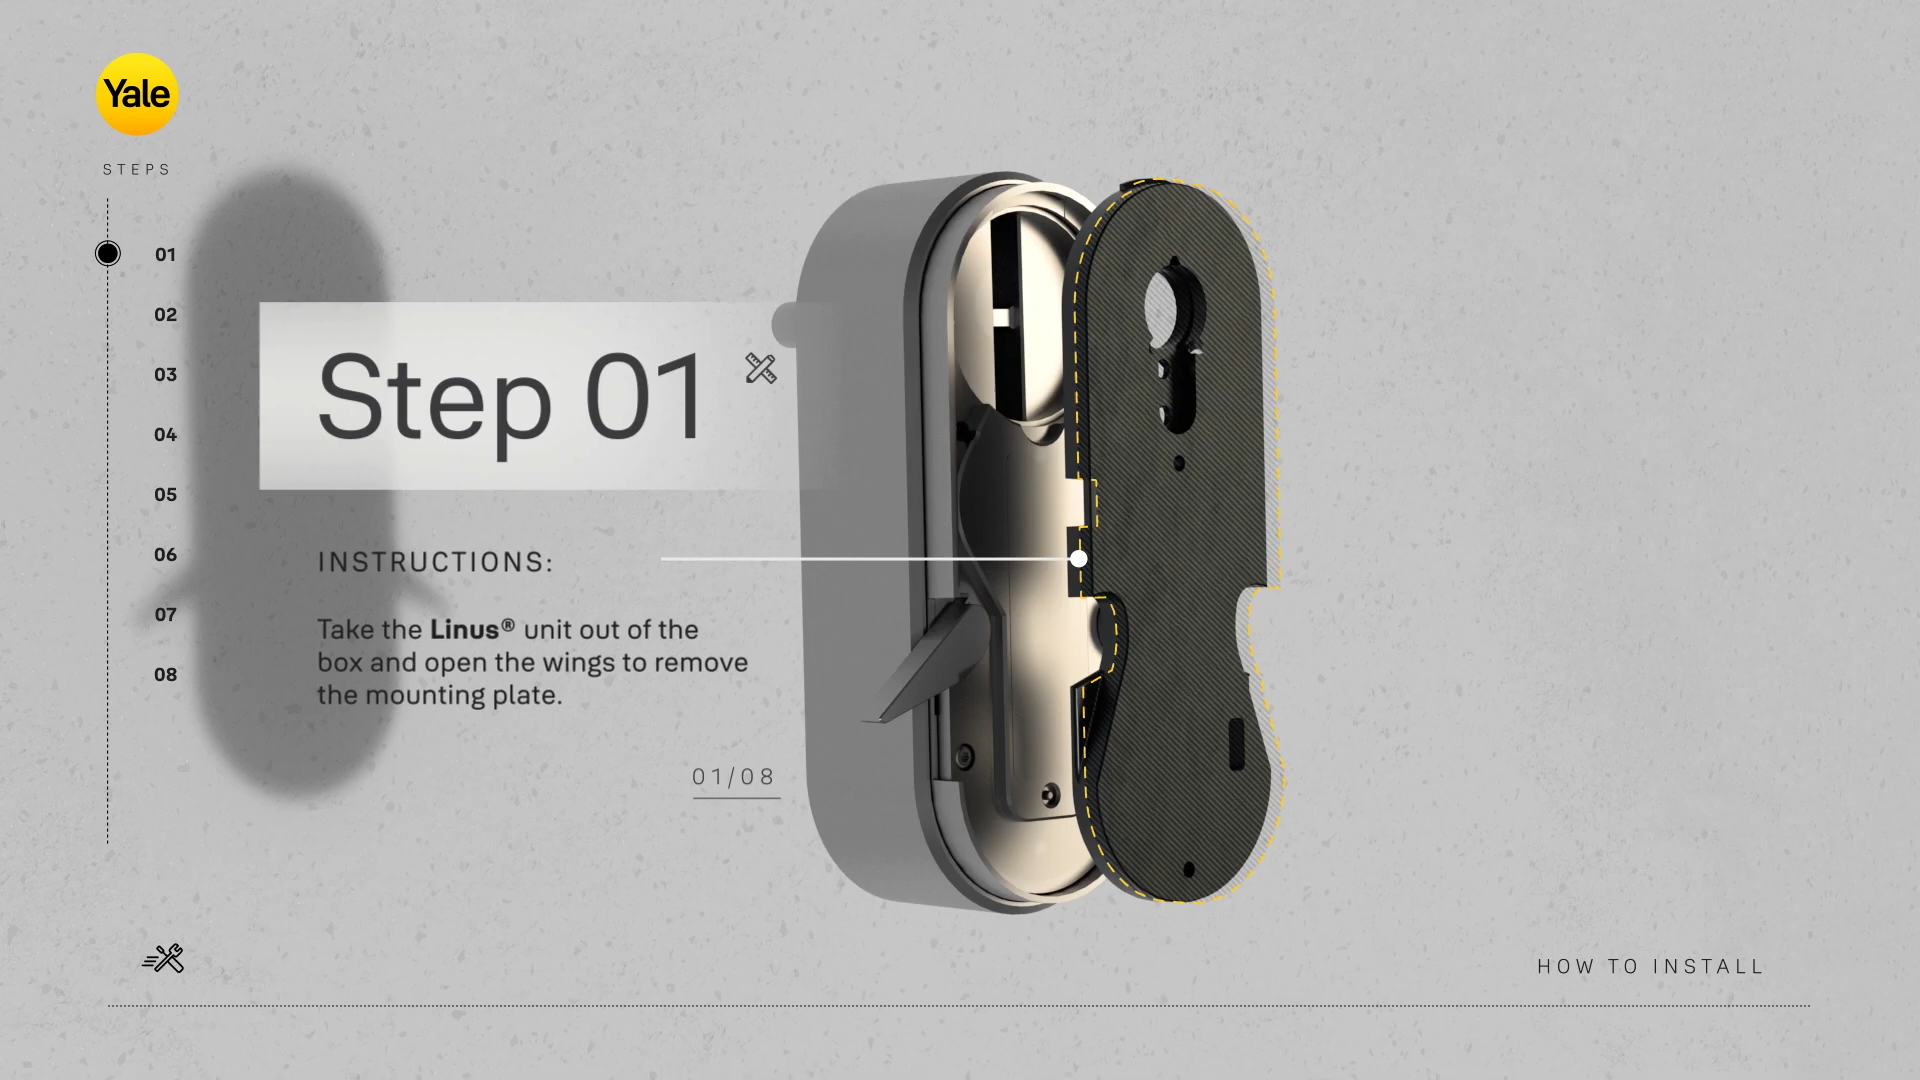 Yale
STEPS
01
02
03
04
05
06
07
08
Step 01
INSTRUCTIONS:
Take the Linus® unit out of the
box and open the wings to remove
the mounting plate.
01/08
HOW TO INSTALL